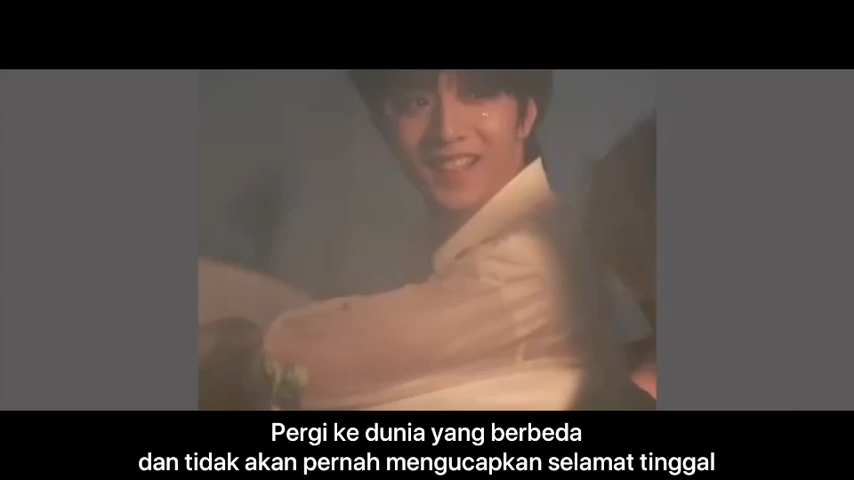 Pergi ke dunia yang berbeda
dan tidak akan pernah mengucapkan selamat tinggal